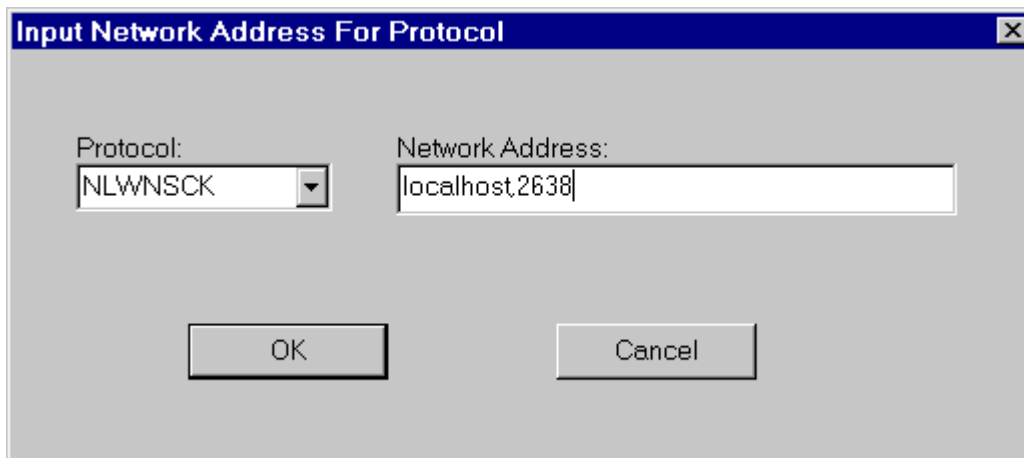 Input Network Address For Protocol
Protocol: Network Address:
NLWNSCK localhost,2638
OK Cancel